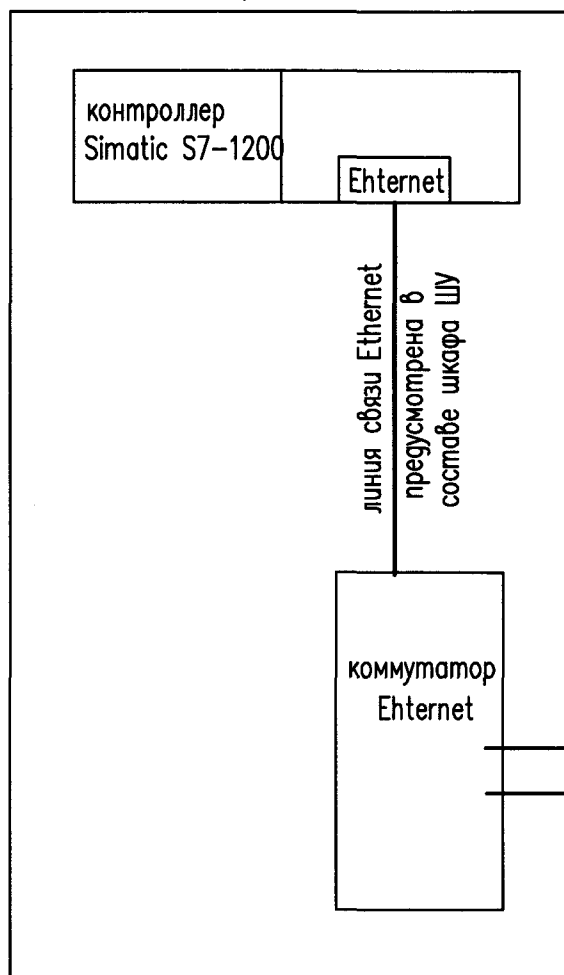 контроллер
Simatic S7-1200
Ehternet
линия связи Ethernet
предусмотрена в
составе шкафа ШУ
коммутатор
Ehternet